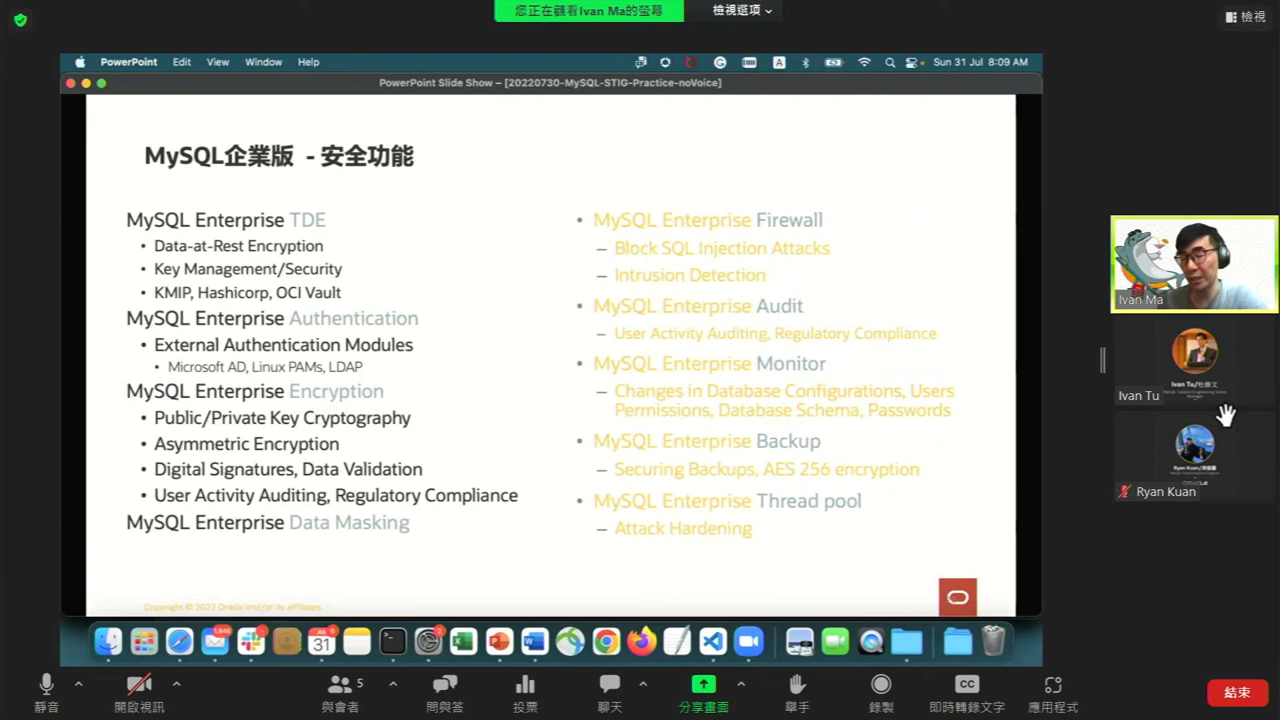 您正在觀看Ivan Ma的螢幕
檢視選項
檢視
PowerPoint Edit View Window Help
Sun 31 Jul 8:09 AM
PowerPoint Slide Show – [20220730-MySQL-STIG-Practice-noVoice]
MySQL企業版 - 安全功能
MySQL Enterprise TDE
• Data-at-Rest Encryption
• Key Management/Security
• KMIP, Hashicorp, OCI Vault
MySQL Enterprise Authentication
• External Authentication Modules
• Microsoft AD, Linux PAMs, LDAP
MySQL Enterprise Encryption
• Public/Private Key Cryptography
• Asymmetric Encryption
• Digital Signatures, Data Validation
• User Activity Auditing, Regulatory Compliance
MySQL Enterprise Data Masking
• MySQL Enterprise Firewall
– Block SQL Injection Attacks
– Intrusion Detection
• MySQL Enterprise Audit
– User Activity Auditing, Regulatory Compliance
• MySQL Enterprise Monitor
– Changes in Database Configurations, Users
Permissions, Database Schema, Passwords
• MySQL Enterprise Backup
– Securing Backups, AES 256 encryption
• MySQL Enterprise Thread pool
– Attack Hardening
Copyright © 2022 Oracle and/or its affiliates.
Ivan Ma
Ivan Tu
Ryan Kuan
JUL
31
靜音
開啟視訊
5
與會者
問與答
投票
聊天
分享畫面
舉手
錄製
CC
即時轉錄文字
應用程式
結束